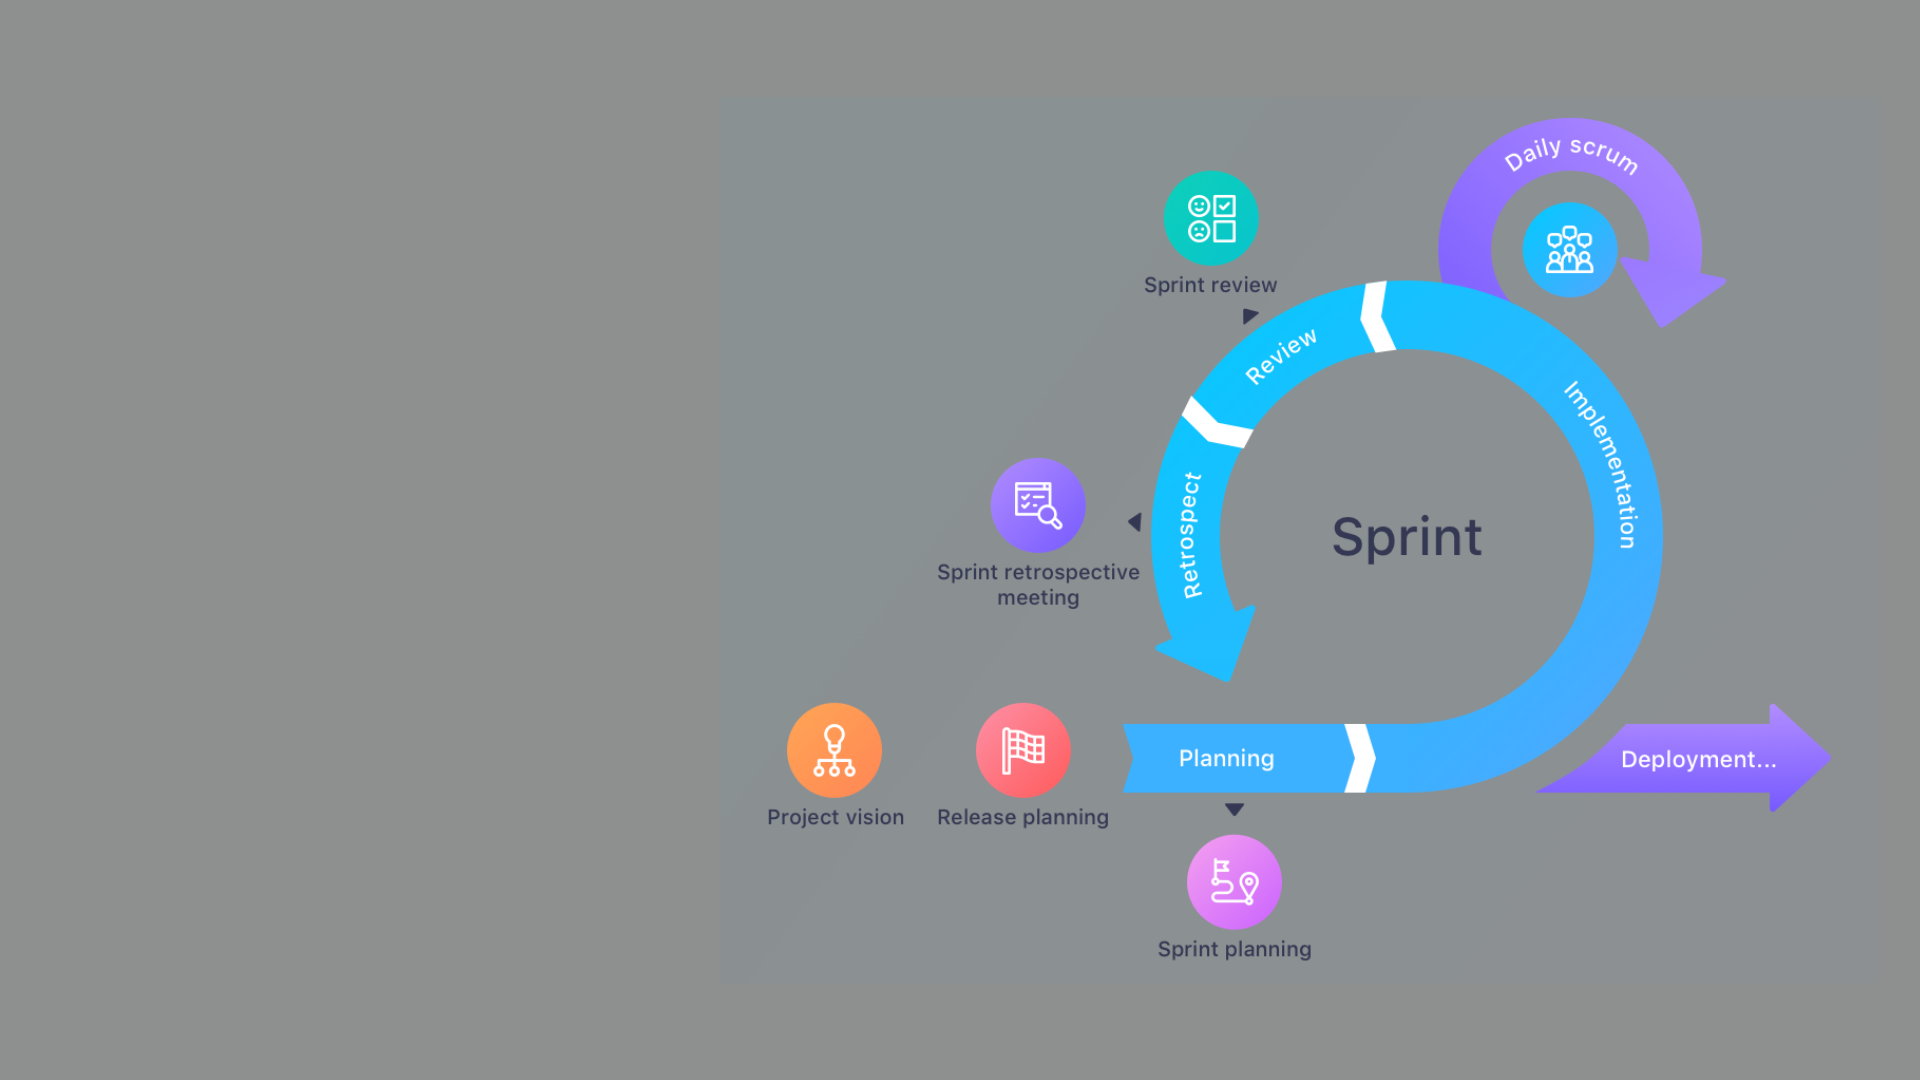 Daily scrum
Sprint review
Review
Implementation
Retrospect
Sprint
Sprint retrospective
meeting
Planning
Deployment...
Project vision
Release planning
Sprint planning